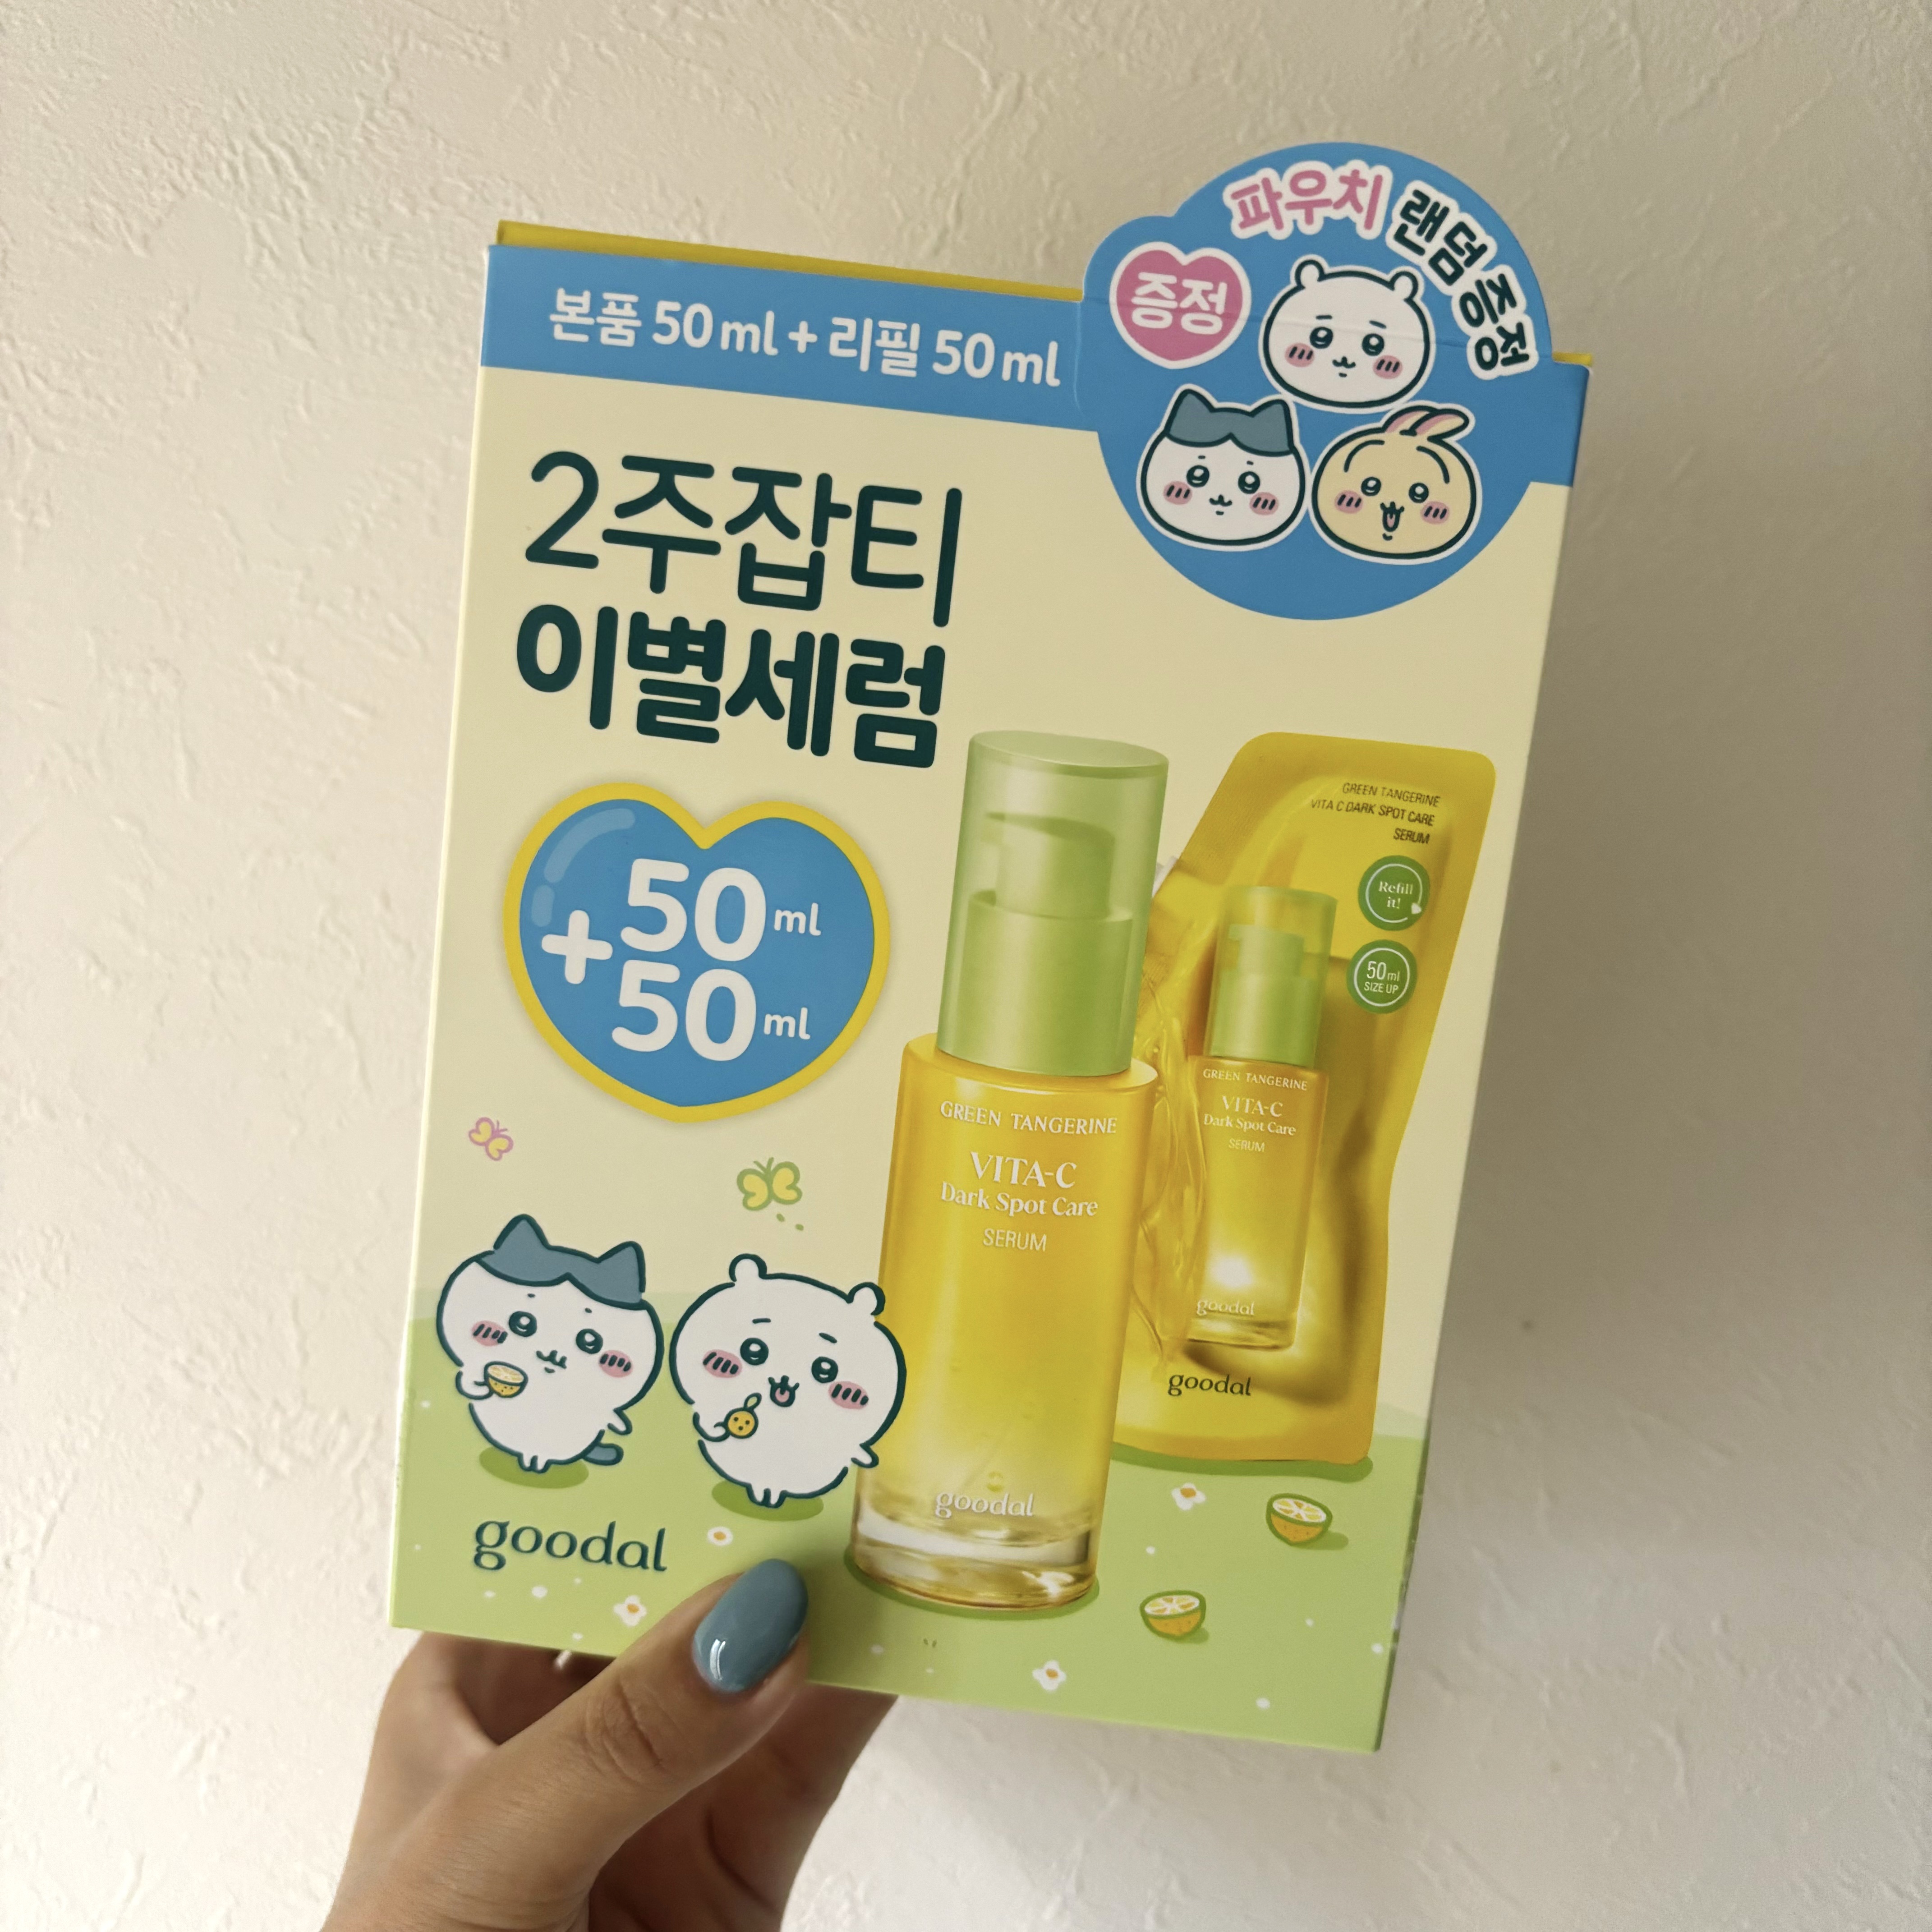 파우치 랜덤 증정
증정
본품 50ml + 리필 50ml
2주잡티
이별세럼
50ml
+50ml
GREEN TANGERINE
VITA C DARK SPOT CARE
SERUM
Refill
it!
50ml
SIZE UP
GREEN TANGERINE
VITA-C
Dark Spot Care
SERUM
goodal
goodal
GREEN TANGERINE
VITA-C
Dark Spot Care
SERUM
goodal
goodal